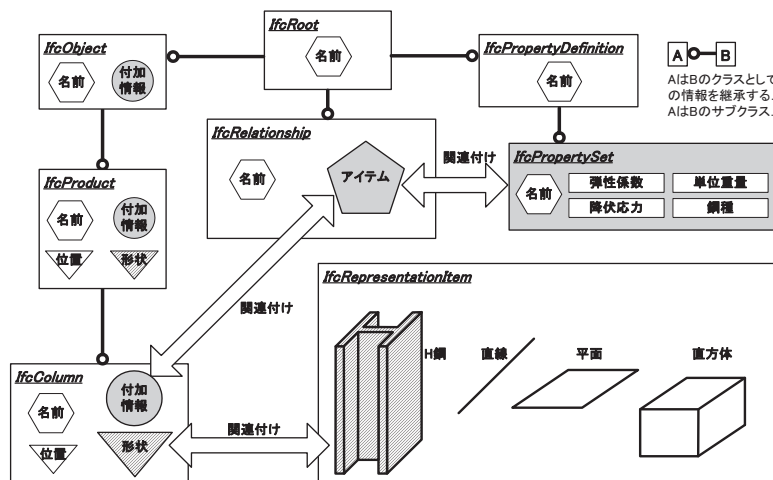 IfcRoot
名前
IfcObject
名前
付加
情報
IfcPropertyDefinition
名前
A
B
AはBのクラスとして
の情報を継承する.
AはBのサブクラス.
IfcRelationship
名前
アイテム
関連付け
IfcPropertySet
名前
弾性係数
単位重量
降伏応力
鋼種
IfcProduct
名前
付加
情報
位置
形状
関連付け
IfcRepresentationItem
H鋼
直線
平面
直方体
IfcColumn
名前
付加
情報
位置
形状
関連付け